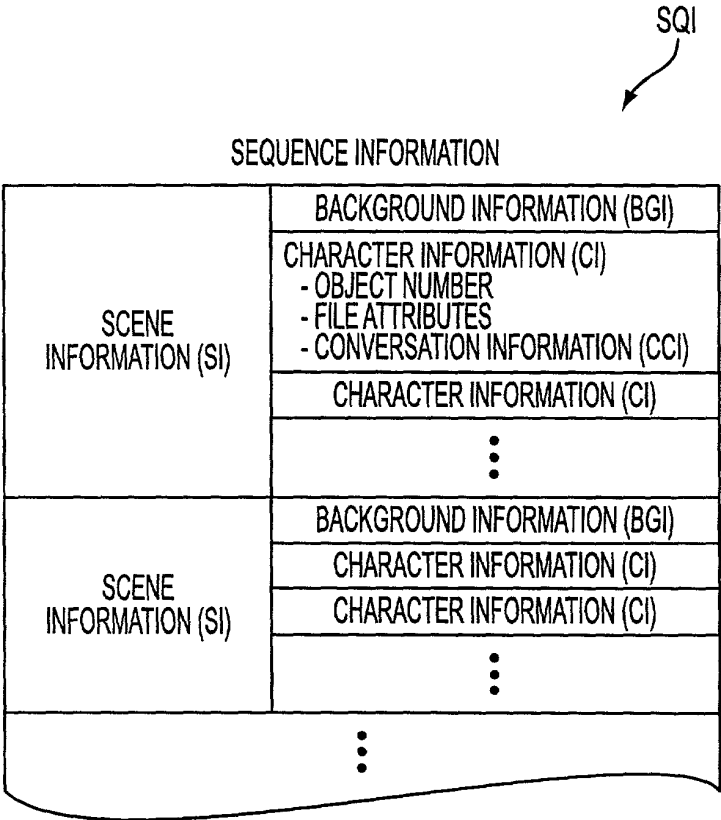 SQI
SEQUENCE INFORMATION
SCENE
INFORMATION (SI)
BACKGROUND INFORMATION (BGI)
CHARACTER INFORMATION (CI)
- OBJECT NUMBER
- FILE ATTRIBUTES
- CONVERSATION INFORMATION (CCI)
CHARACTER INFORMATION (CI)
SCENE
INFORMATION (SI)
BACKGROUND INFORMATION (BGI)
CHARACTER INFORMATION (CI)
CHARACTER INFORMATION (CI)